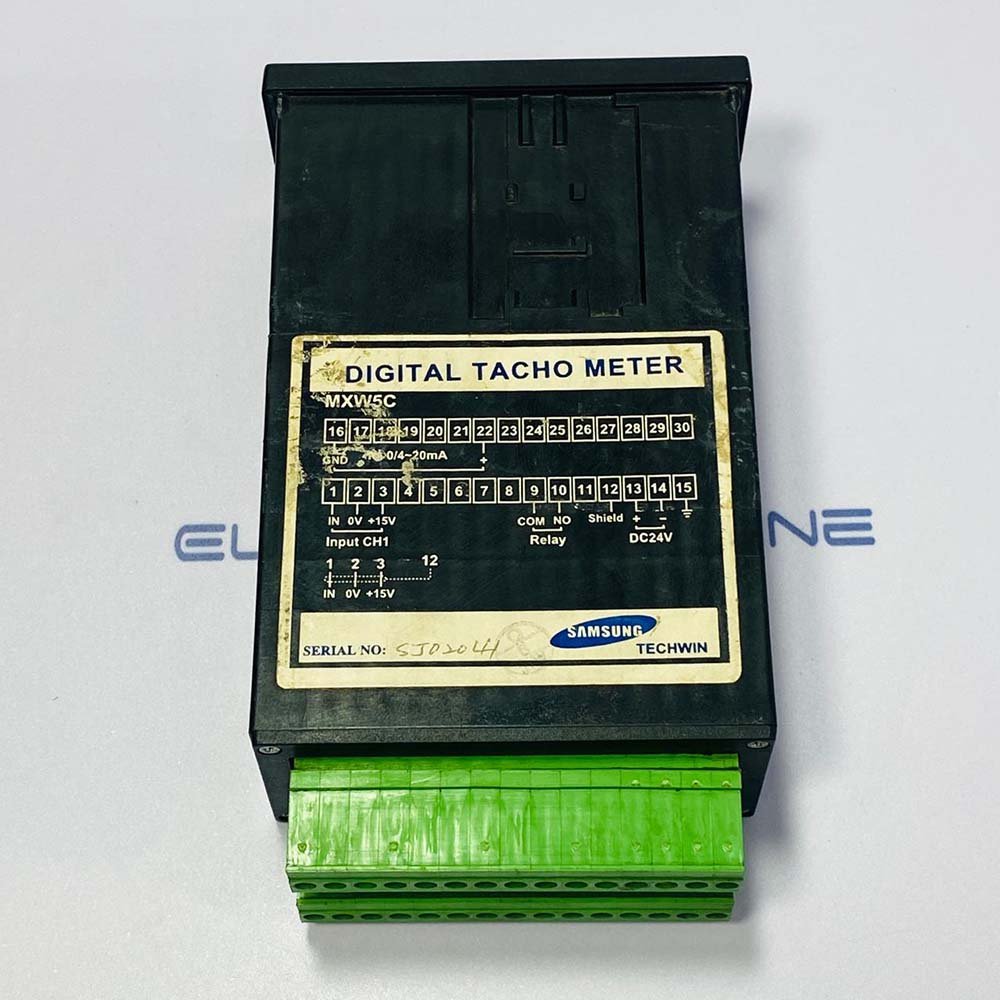 DIGITAL TACHO METER
MXW5C
16 17 18 19 20 21 22 23 24 25 26 27 28 29 30
GND 0/4~20mA +
1 2 3 4 5 6 7 8 9 10 11 12 13 14 15
IN 0V +15V COM NO Shield + −
Input CH1 Relay DC24V
1 2 3 12
IN 0V +15V
SAMSUNG
SERIAL NO: SJ0204H TECHWIN